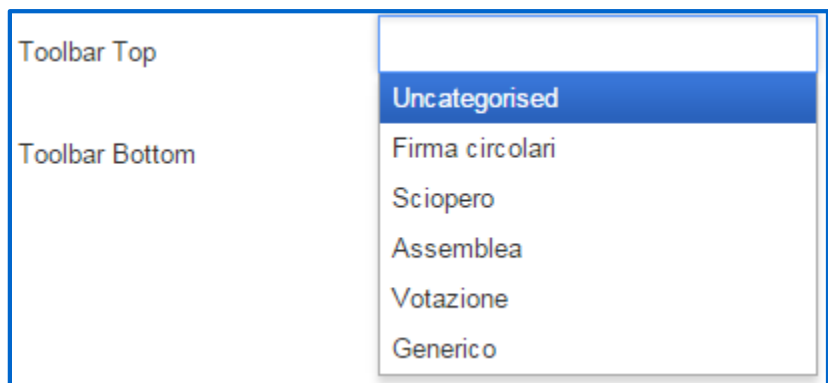 Toolbar Top
Uncategorised
Firma circolari
Toolbar Bottom
Sciopero
Assemblea
Votazione
Generico